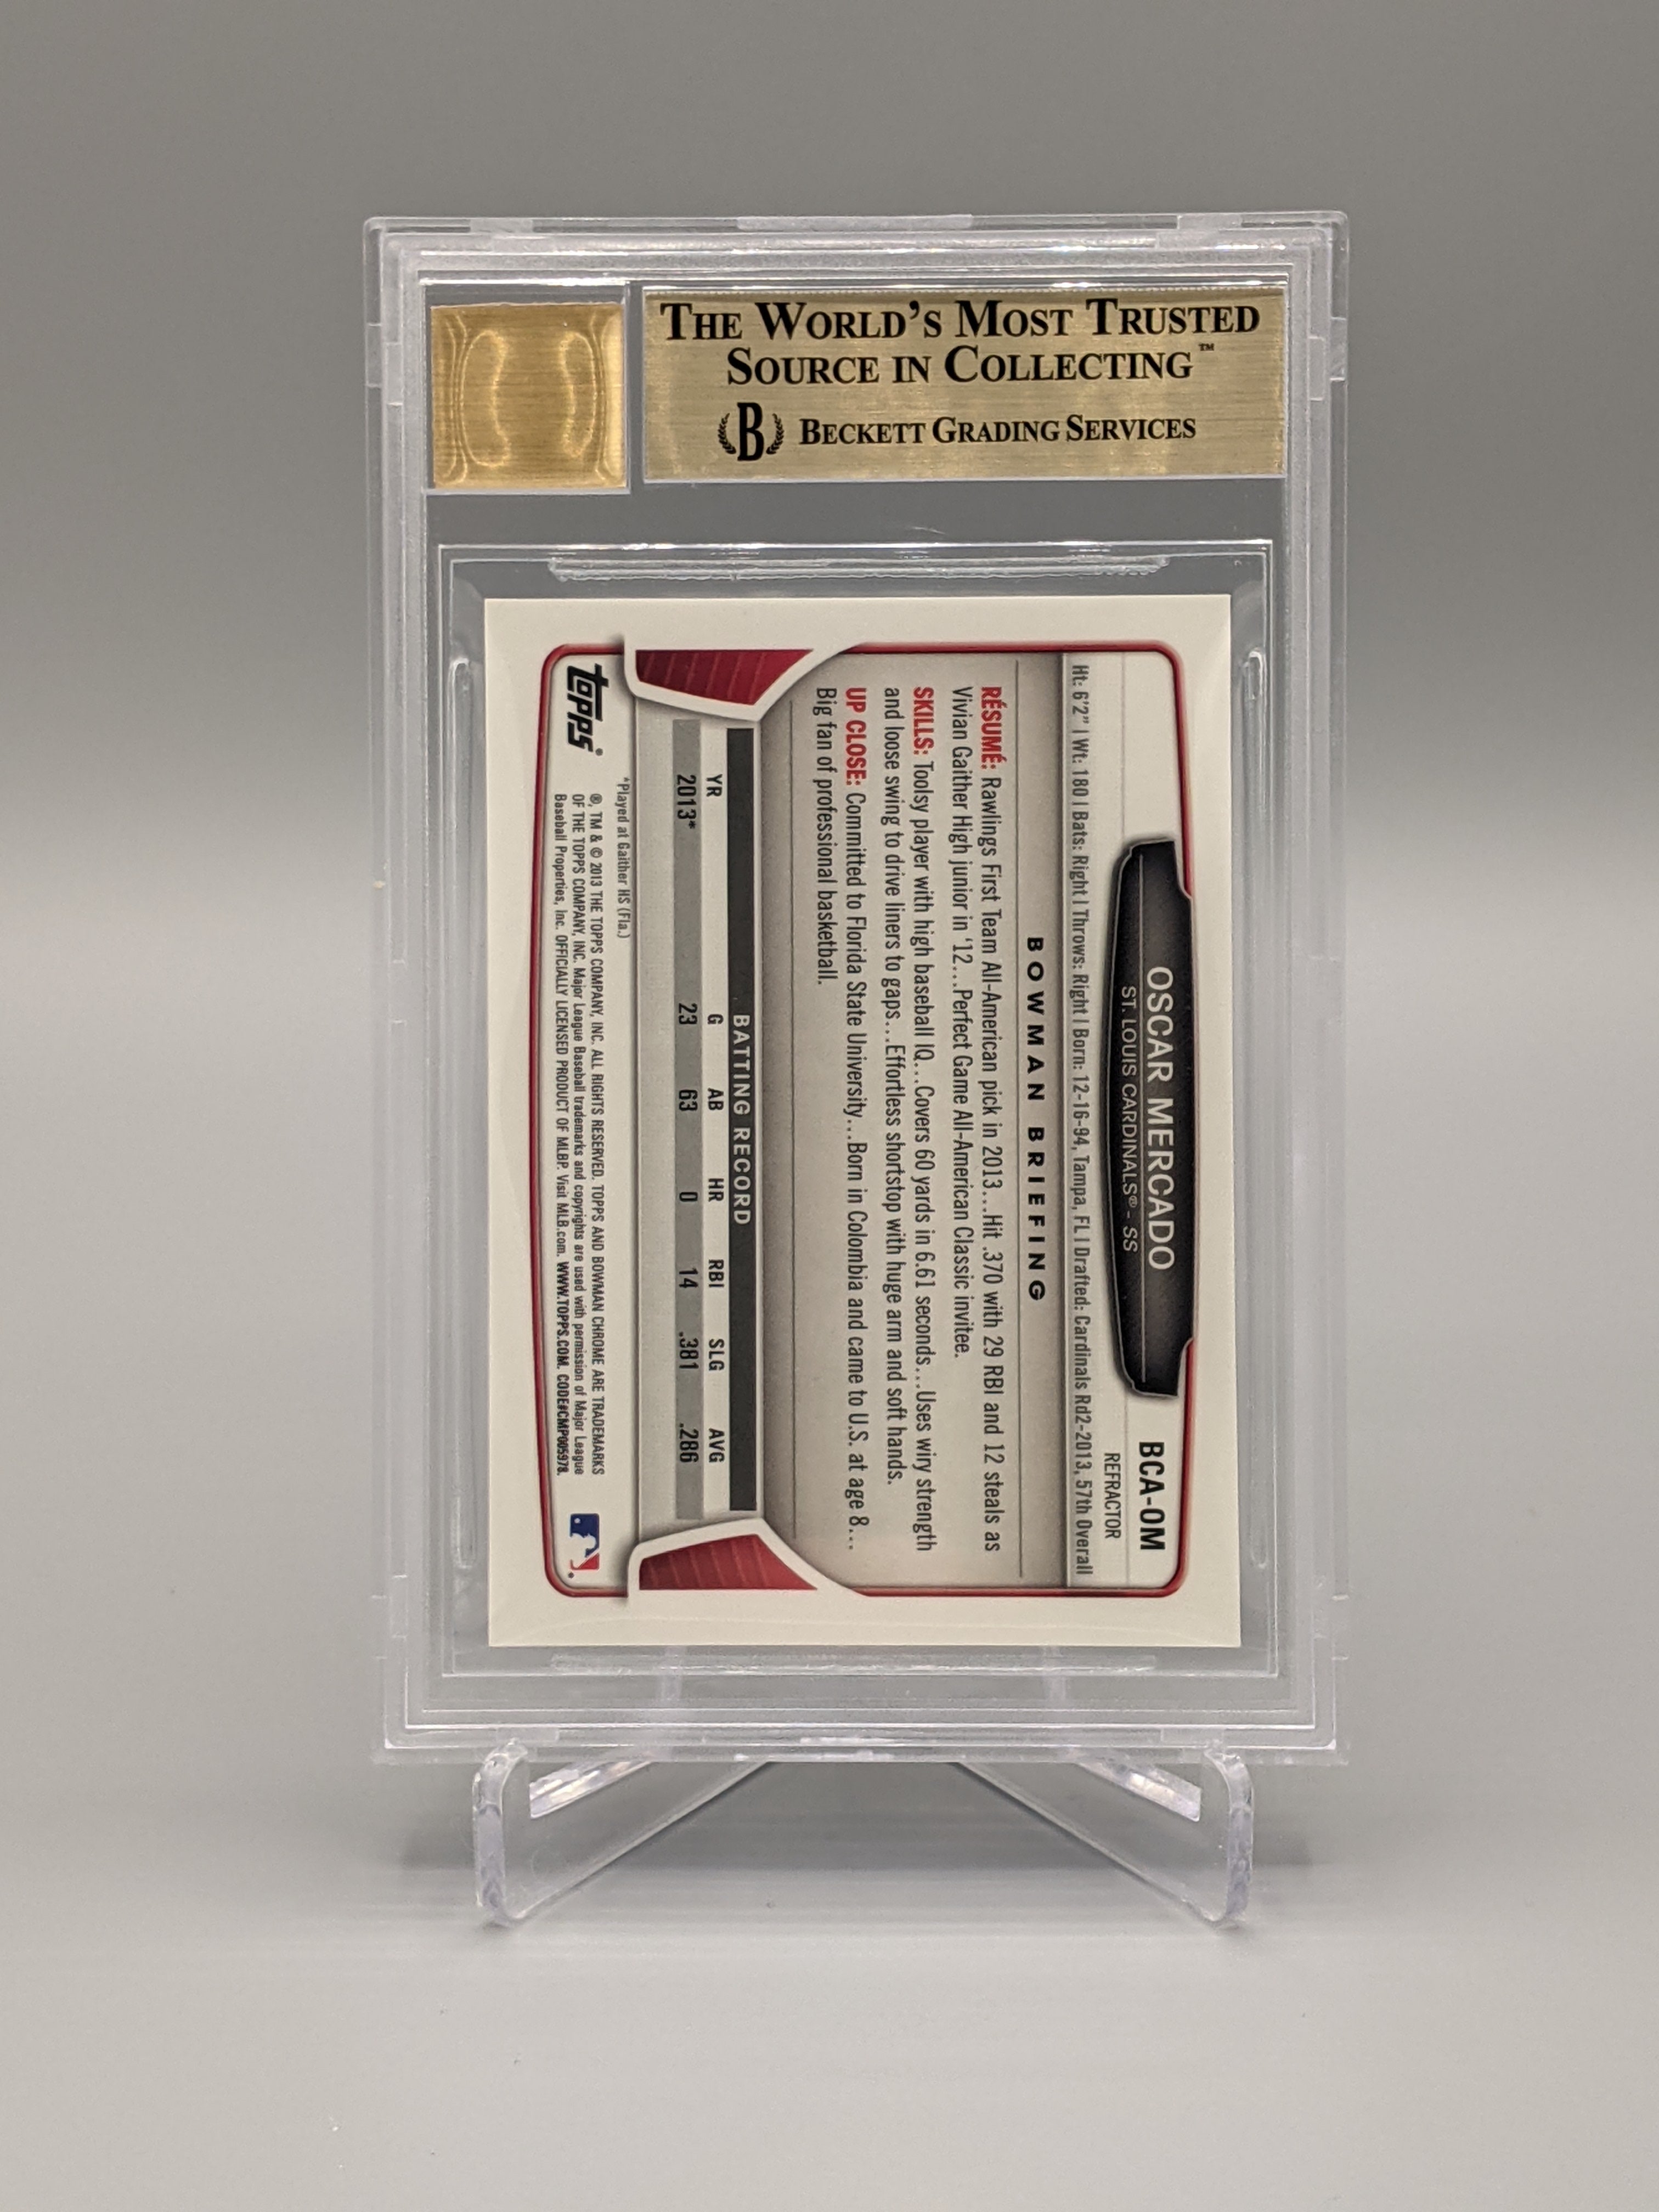 THE WORLD'S MOST TRUSTED
SOURCE IN COLLECTING™
B BECKETT GRADING SERVICES
OSCAR MERCADO
ST. LOUIS CARDINALS® - SS
BCA-OM
REFRACTOR
Ht: 6'2" | Wt: 180 | Bats: Right | Throws: Right | Born: 12-16-94, Tampa, FL | Drafted: Cardinals Rd2-2013, 57th Overall
BOWMAN BRIEFING
RÉSUMÉ: Rawlings First Team All-American pick in 2013...Hit .370 with 29 RBI and 12 steals as
Vivian Gaither High junior in '12...Perfect Game All-American Classic invitee.
SKILLS: Toolsy player with high baseball IQ...Covers 60 yards in 6.61 seconds...Uses wiry strength
and loose swing to drive liners to gaps...Effortless shortstop with huge arm and soft hands.
UP CLOSE: Committed to Florida State University...Born in Colombia and came to U.S. at age 8...
Big fan of professional basketball.
BATTING RECORD
YR G AB HR RBI SLG AVG
2013* 23 63 0 14 .381 .286
*Played at Gaither HS (Fla.)
®, TM & © 2013 THE TOPPS COMPANY, INC. ALL RIGHTS RESERVED. TOPPS AND BOWMAN CHROME ARE TRADEMARKS
OF THE TOPPS COMPANY, INC. Major League Baseball trademarks and copyrights are used with permission of Major League
Baseball Properties, Inc. OFFICIALLY LICENSED PRODUCT OF MLBP. Visit MLB.com. WWW.TOPPS.COM. CODE#CMP005978.
topps®